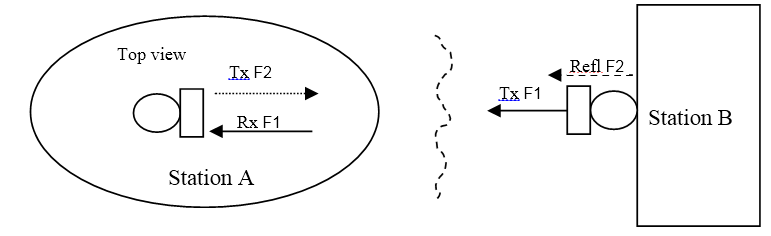 Top view
Tx F2
Rx F1
Station A
Refl F2
Tx F1
Station B